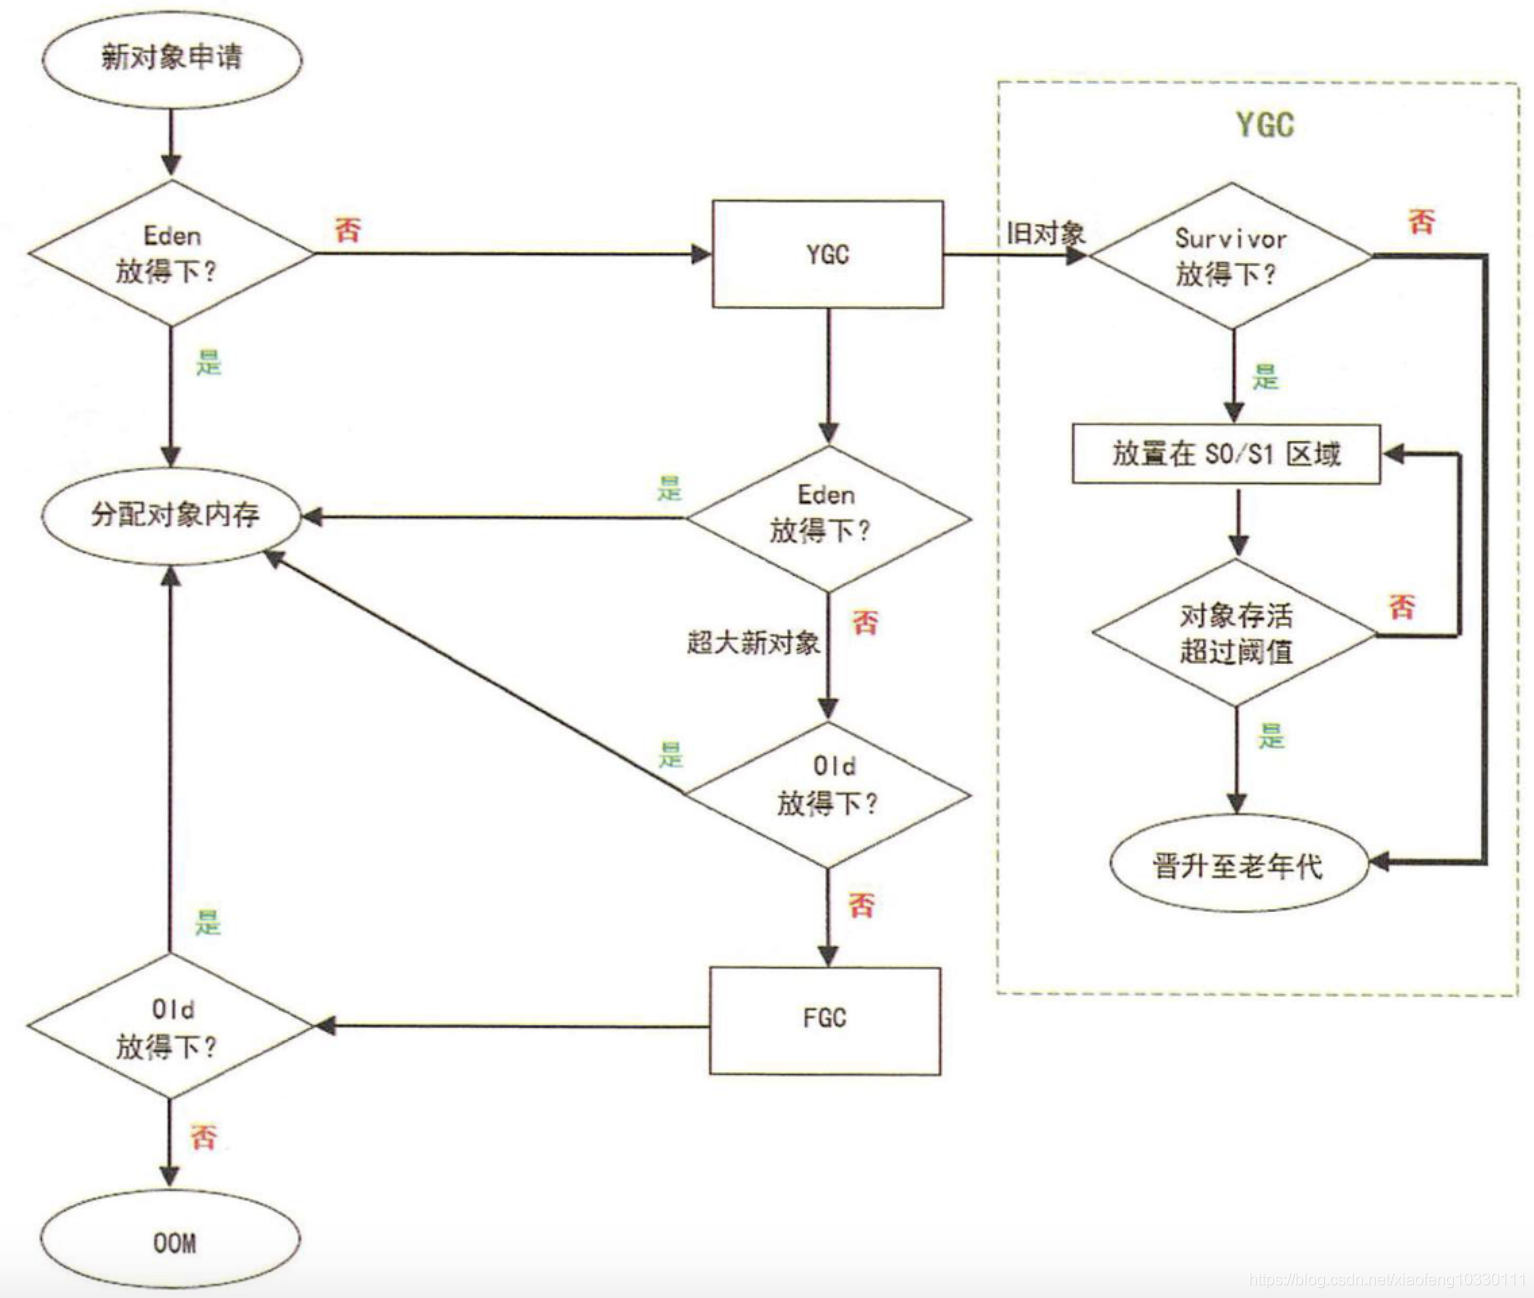 新对象申请
YGC
Eden
放得下?
否
YGC
旧对象
Survivor
放得下?
否
是
是
放置在 S0/S1 区域
分配对象内存
是
Eden
放得下?
否
超大新对象
对象存活
超过阈值
否
是
是
Old
放得下?
晋升至老年代
否
是
Old
放得下?
FGC
否
OOM
https://blog.csdn.net/xiaofeng10330111